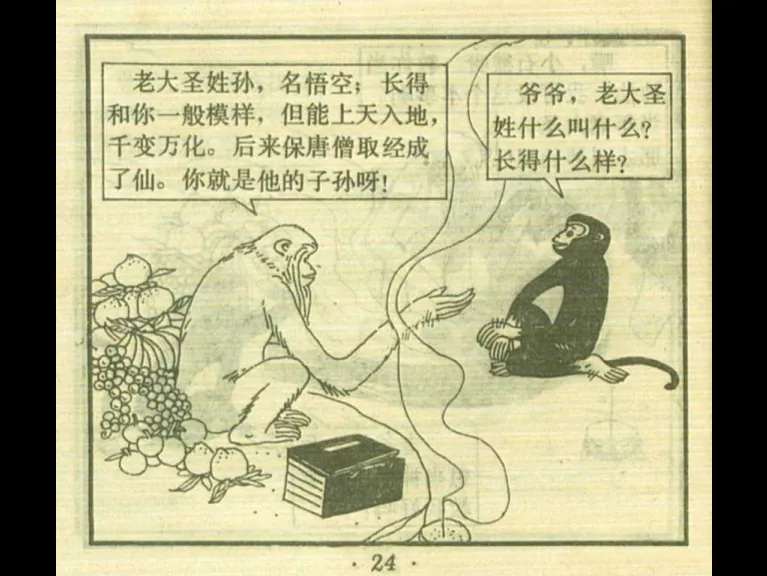 老大圣姓孙，名悟空；长得
和你一般模样，但能上天入地，
千变万化。后来保唐僧取经成
了仙。你就是他的子孙呀！
爷爷，老大圣
姓什么叫什么？
长得什么样？
·24·